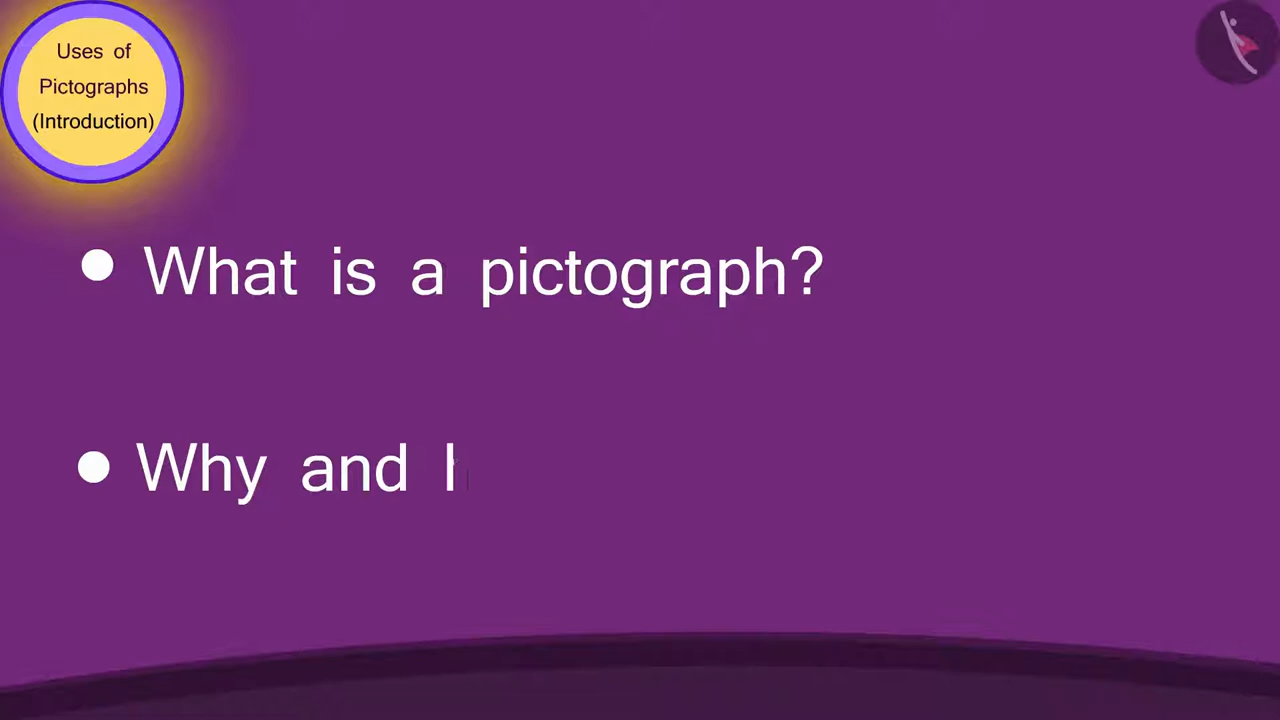 Uses of
Pictographs
(Introduction)
• What is a pictograph?
• Why and